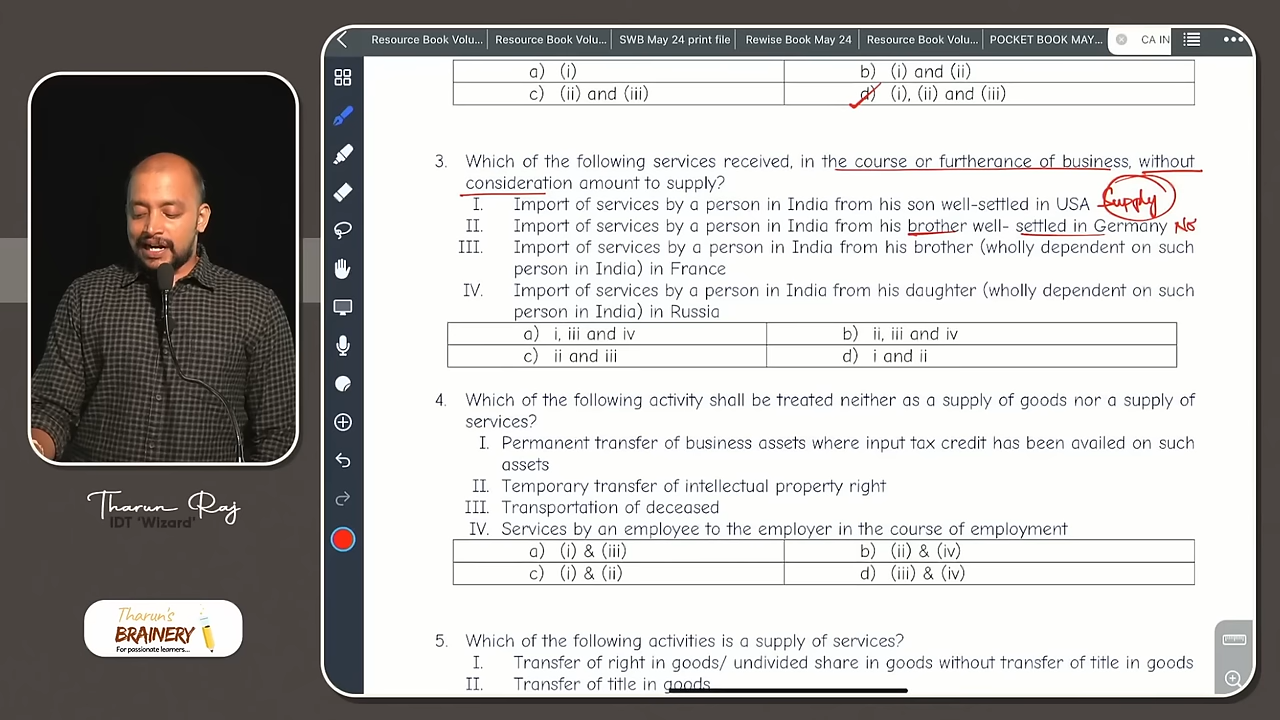 Resource Book Volu... Resource Book Volu... SWB May 24 print file Rewise Book May 24 Resource Volu... POCKET BOOK MAY... CA IN
a) (i) b) (i) and (ii)
c) (ii) and (iii) d) (i), (ii) and (iii)
3. Which of the following services received, in the course or furtherance of business, without
consideration amount to supply?
I. Import of services by a person in India from his son well-settled in USA Supply
II. Import of services by a person in India from his brother well- settled in Germany No
III. Import of services by a person in India from his brother (wholly dependent on such
person in India) in France
IV. Import of services by a person in India from his daughter (wholly dependent on such
person in India) in Russia
a) i, iii and iv b) ii, iii and iv
c) ii and iii d) i and ii
4. Which of the following activity shall be treated neither as a supply of goods nor a supply of
services?
I. Permanent transfer of business assets where input tax credit has been availed on such
assets
II. Temporary transfer of intellectual property right
III. Transportation of deceased
IV. Services by an employee to the employer in the course of employment
a) (i) & (iii) b) (ii) & (iv)
c) (i) & (ii) d) (iii) & (iv)
5. Which of the following activities is a supply of services?
I. Transfer of right in goods/ undivided share in goods without transfer of title in goods
II. Transfer of title in goods
Tharun Raj
IDT 'Wizard'
Tharun's
BRAINERY
For passionate learners...